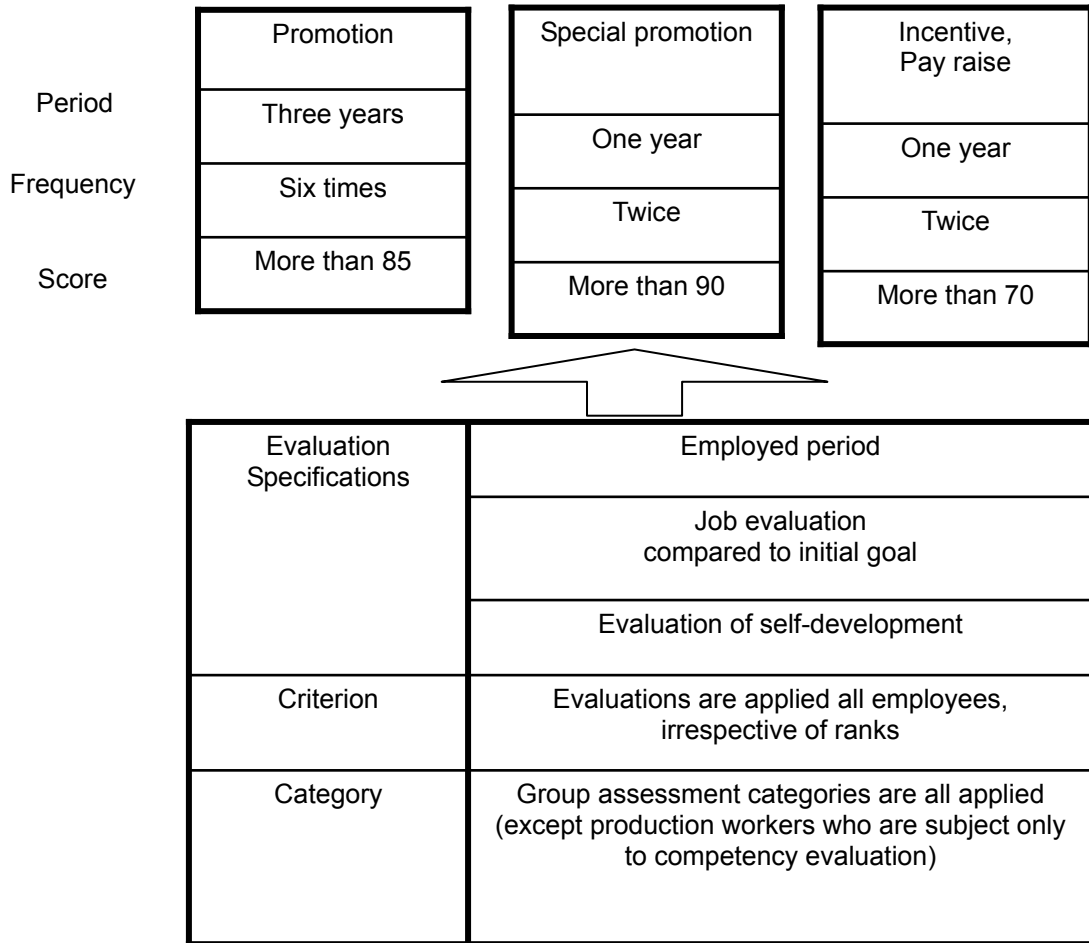 Promotion
Special promotion
Incentive,
Pay raise
Period
Three years
One year
One year
Frequency
Six times
Twice
Twice
Score
More than 85
More than 90
More than 70
Evaluation
Specifications
Employed period
Job evaluation
compared to initial goal
Evaluation of self-development
Criterion
Evaluations are applied all employees,
irrespective of ranks
Category
Group assessment categories are all applied
(except production workers who are subject only
to competency evaluation)